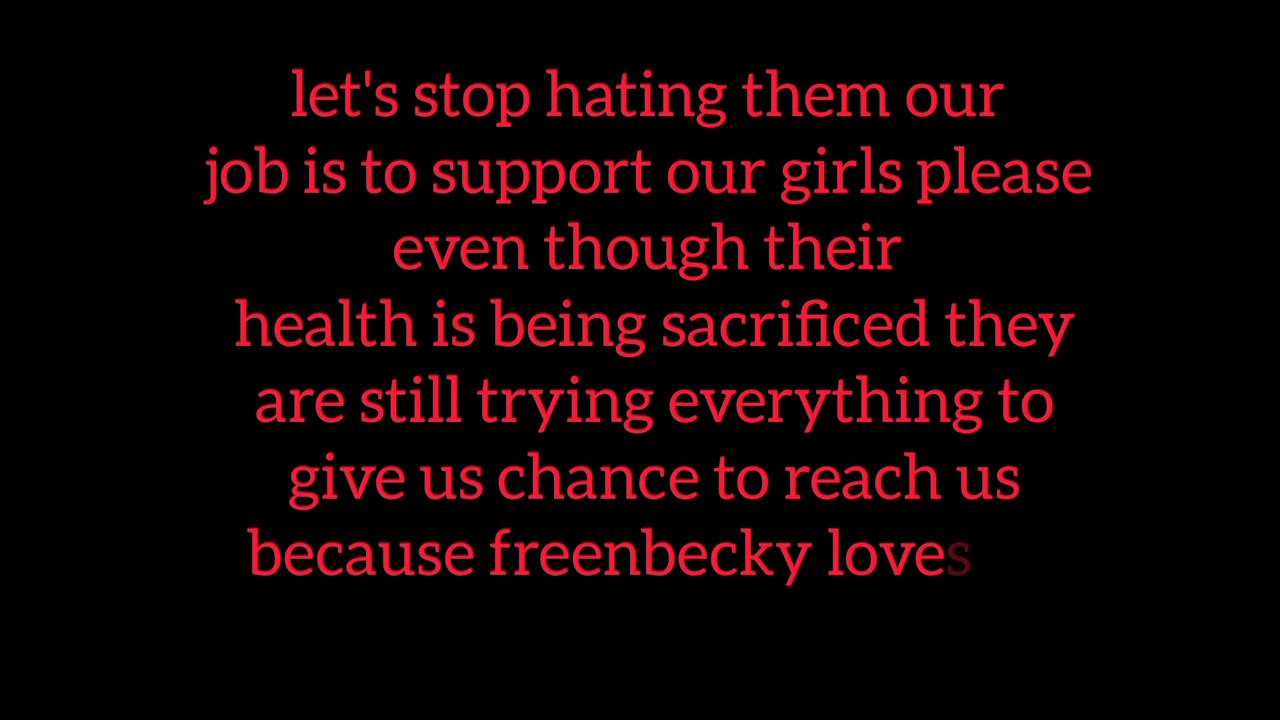 let's stop hating them our
job is to support our girls please
even though their
health is being sacrificed they
are still trying everything to
give us chance to reach us
because freenbecky loves